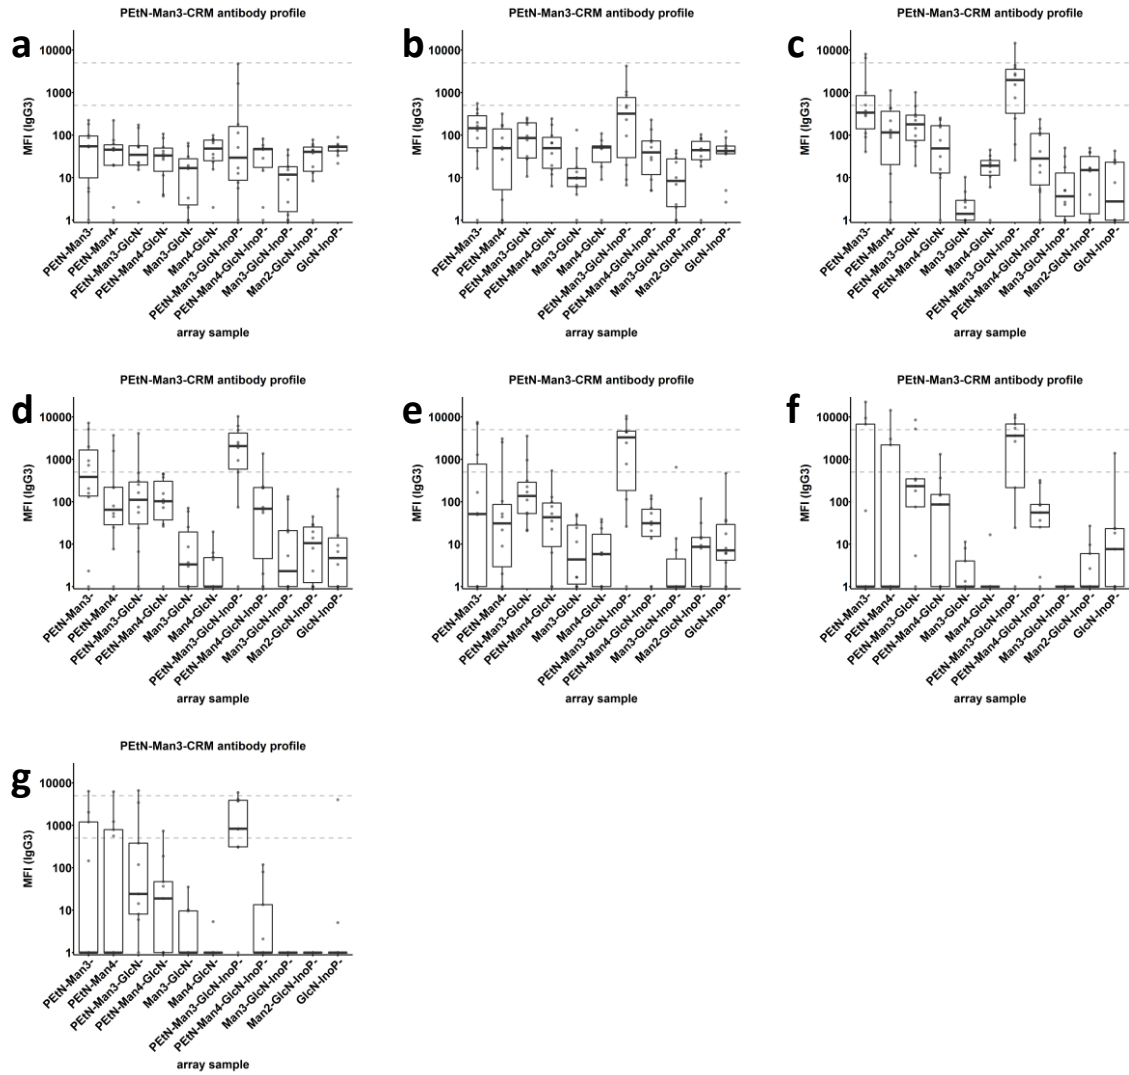 PEtN-Man3-CRM antibody profile
a
MFI (IgG3)
10000
1000
100
10
1
PEtN-Man3-
PEtN-Man4-
PEtN-Man3-GlcN-
PEtN-Man4-GlcN-
Man3-GlcN-
Man4-GlcN-
PEtN-Man3-GlcN-InoP-
PEtN-Man4-GlcN-InoP-
Man3-GlcN-InoP-
Man2-GlcN-InoP-
GlcN-InoP-
array sample
PEtN-Man3-CRM antibody profile
b
MFI (IgG3)
10000
1000
100
10
1
PEtN-Man3-
PEtN-Man4-
PEtN-Man3-GlcN-
PEtN-Man4-GlcN-
Man3-GlcN-
Man4-GlcN-
PEtN-Man3-GlcN-InoP-
PEtN-Man4-GlcN-InoP-
Man3-GlcN-InoP-
Man2-GlcN-InoP-
GlcN-InoP-
array sample
PEtN-Man3-CRM antibody profile
c
MFI (IgG3)
10000
1000
100
10
1
PEtN-Man3-
PEtN-Man4-
PEtN-Man3-GlcN-
PEtN-Man4-GlcN-
Man3-GlcN-
Man4-GlcN-
PEtN-Man3-GlcN-InoP-
PEtN-Man4-GlcN-InoP-
Man3-GlcN-InoP-
Man2-GlcN-InoP-
GlcN-InoP-
array sample
PEtN-Man3-CRM antibody profile
d
MFI (IgG3)
10000
1000
100
10
1
PEtN-Man3-
PEtN-Man4-
PEtN-Man3-GlcN-
PEtN-Man4-GlcN-
Man3-GlcN-
Man4-GlcN-
PEtN-Man3-GlcN-InoP-
PEtN-Man4-GlcN-InoP-
Man3-GlcN-InoP-
Man2-GlcN-InoP-
GlcN-InoP-
array sample
PEtN-Man3-CRM antibody profile
e
MFI (IgG3)
10000
1000
100
10
1
PEtN-Man3-
PEtN-Man4-
PEtN-Man3-GlcN-
PEtN-Man4-GlcN-
Man3-GlcN-
Man4-GlcN-
PEtN-Man3-GlcN-InoP-
PEtN-Man4-GlcN-InoP-
Man3-GlcN-InoP-
Man2-GlcN-InoP-
GlcN-InoP-
array sample
PEtN-Man3-CRM antibody profile
f
MFI (IgG3)
10000
1000
100
10
1
PEtN-Man3-
PEtN-Man4-
PEtN-Man3-GlcN-
PEtN-Man4-GlcN-
Man3-GlcN-
Man4-GlcN-
PEtN-Man3-GlcN-InoP-
PEtN-Man4-GlcN-InoP-
Man3-GlcN-InoP-
Man2-GlcN-InoP-
GlcN-InoP-
array sample
PEtN-Man3-CRM antibody profile
g
MFI (IgG3)
10000
1000
100
10
1
PEtN-Man3-
PEtN-Man4-
PEtN-Man3-GlcN-
PEtN-Man4-GlcN-
Man3-GlcN-
Man4-GlcN-
PEtN-Man3-GlcN-InoP-
PEtN-Man4-GlcN-InoP-
Man3-GlcN-InoP-
Man2-GlcN-InoP-
GlcN-InoP-
array sample